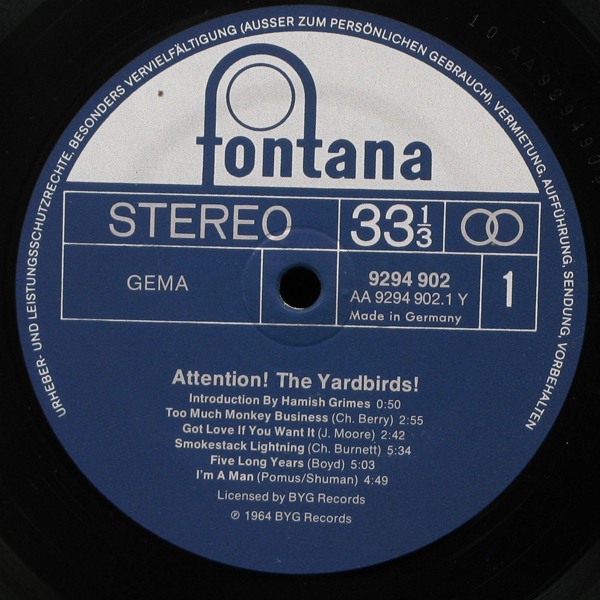 URHEBER- UND LEISTUNGSSCHUTZRECHTE, BESONDERS VERVIELFÄLTIGUNG (AUSSER ZUM PERSÖNLICHEN GEBRAUCH), VERMIETUNG, AUFFÜHRUNG, SENDUNG, VORBEHALTEN
fontana
STEREO
33 1/3
GEMA
9294 902
AA 9294 902.1 Y
Made in Germany
1
Attention! The Yardbirds!
Introduction By Hamish Grimes 0:50
Too Much Monkey Business (Ch. Berry) 2:55
Got Love If You Want It (J. Moore) 2:42
Smokestack Lightning (Ch. Burnett) 5:34
Five Long Years (Boyd) 5:03
I'm A Man (Pomus/Shuman) 4:49
Licensed by BYG Records
℗ 1964 BYG Records